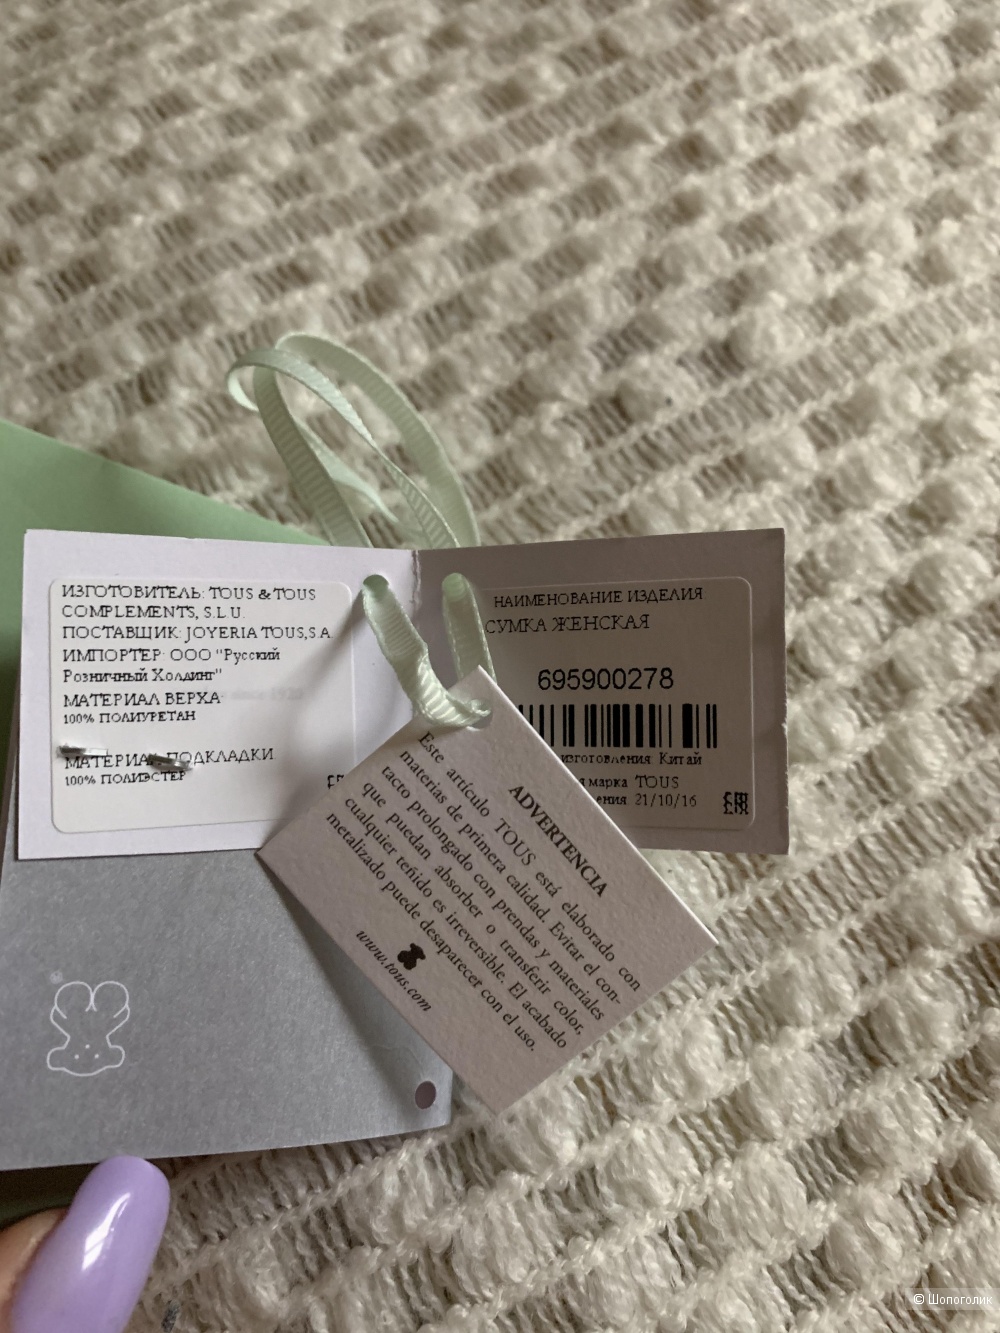 ИЗГОТОВИТЕЛЬ: TOUS & TOUS
COMPLEMENTS, S.L.U.
ПОСТАВЩИК: JOYERIA TOUS,S.A.
ИМПОРТЕР: ООО "Русский
Розничный Холдинг"
МАТЕРИАЛ ВЕРХА:
100% ПОЛИУРЕТАН
МАТЕРИАЛ ПОДКЛАДКИ
100% ПОЛИЭСТЕР
НАИМЕНОВАНИЕ ИЗДЕЛИЯ
СУМКА ЖЕНСКАЯ
695900278
изготовления: Китай
марка TOUS
21/10/16
EAC
ADVERTENCIA
Este artículo TOUS está elaborado con
materias de primera calidad. Evitar el con-
tacto prolongado con prendas y materiales
que puedan absorber o transferir color,
cualquier teñido es irreversible. El acabado
metalizado puede desaparecer con el uso.
www.tous.com
© Шопоголик